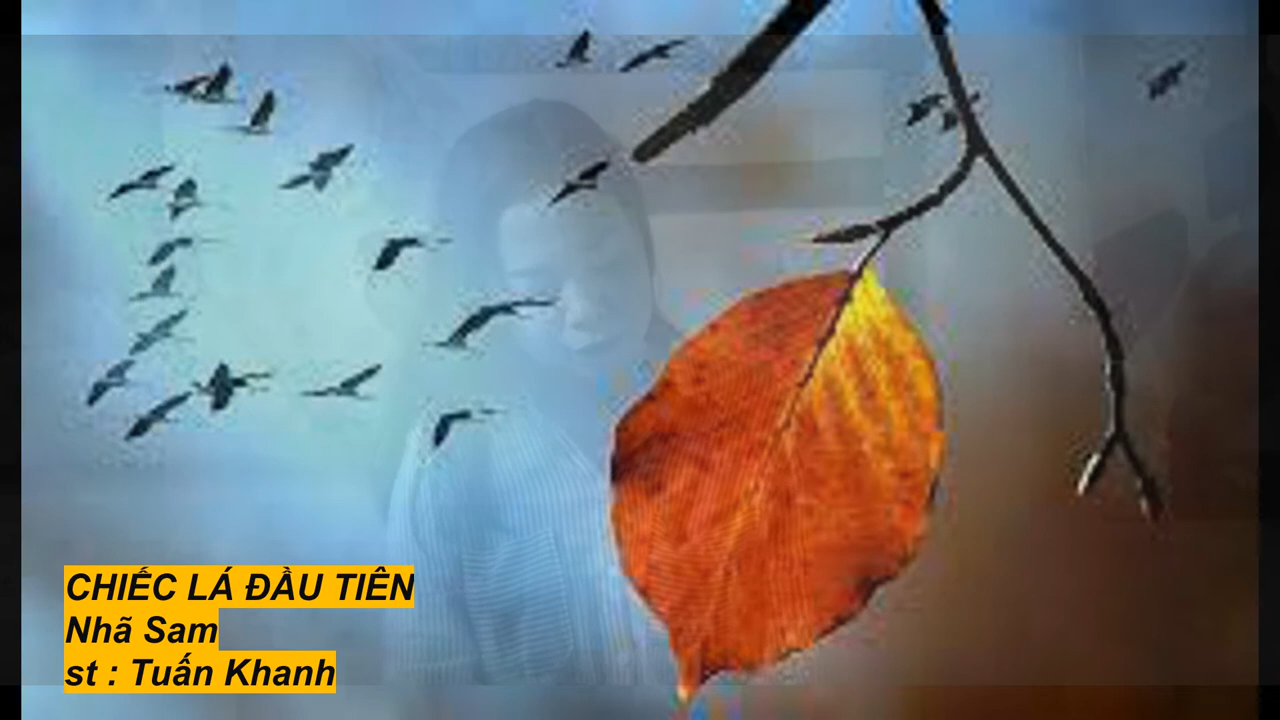 CHIẾC LÁ ĐẦU TIÊN
Nhã Sam
st : Tuấn Khanh